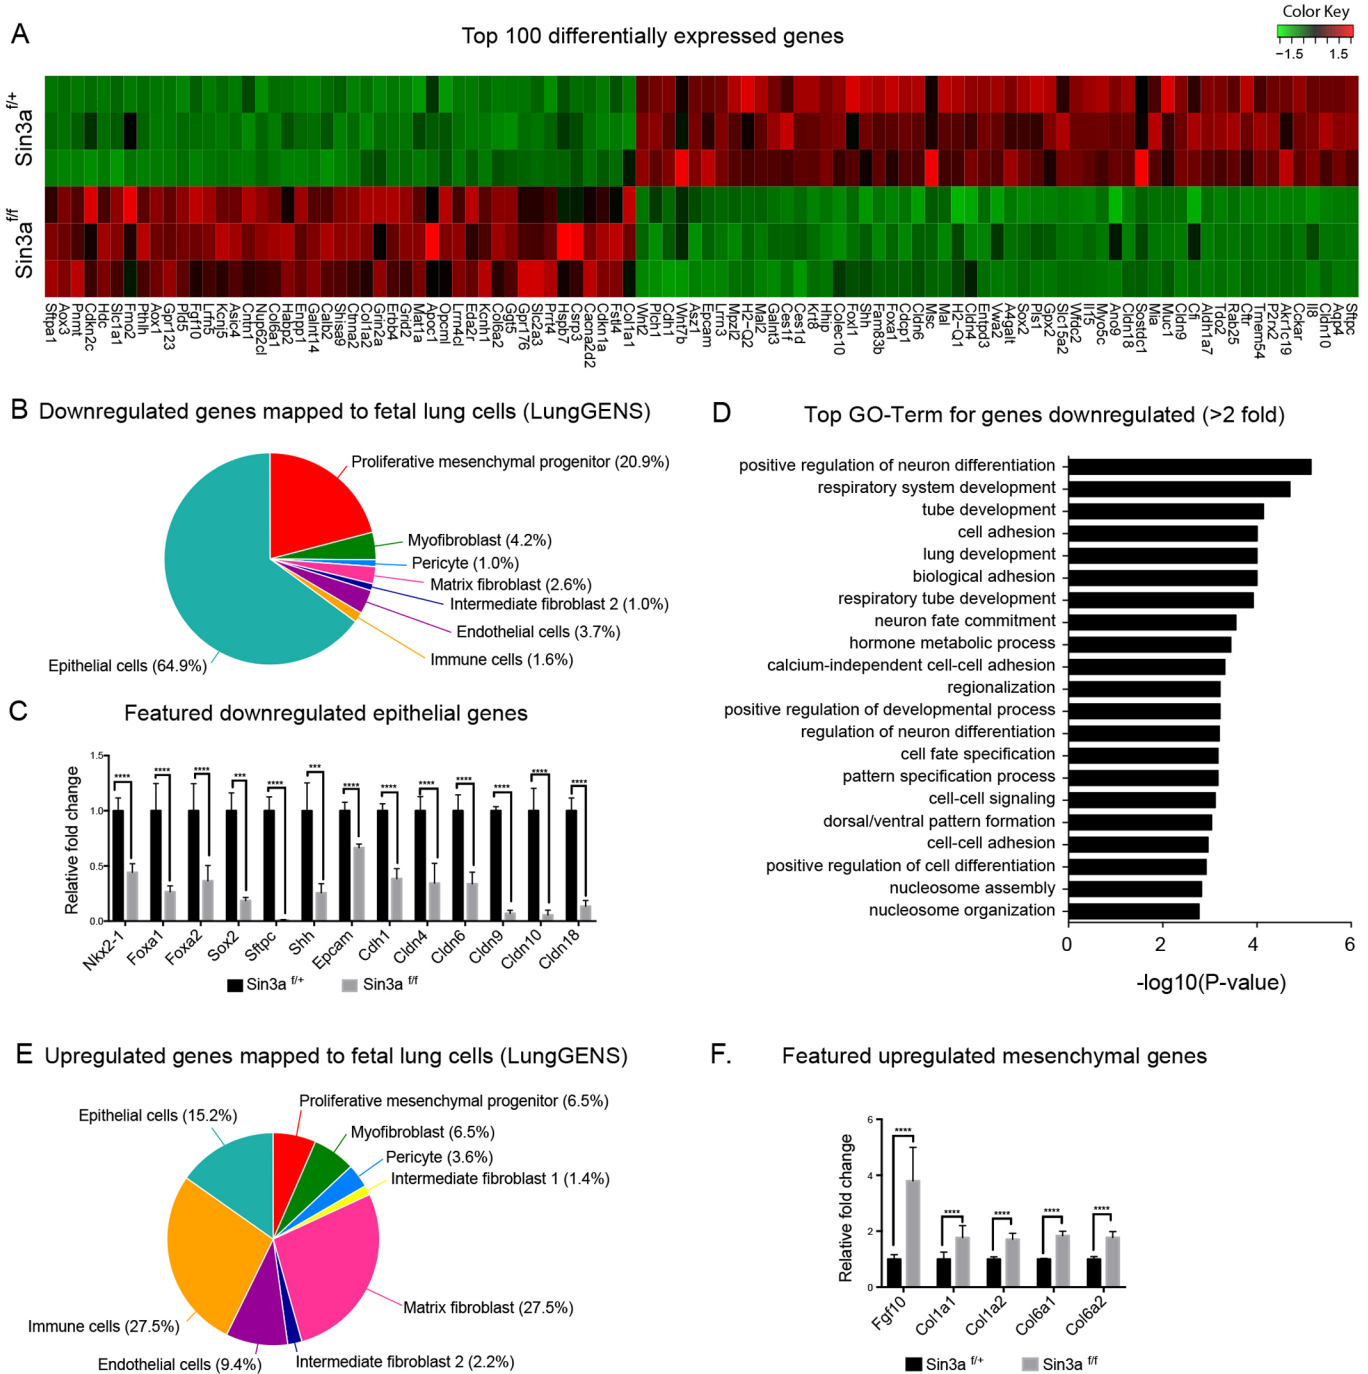 A
Top 100 differentially expressed genes
Color Key
−1.5 1.5
Sin3a f/+
Sin3a f/f
Sftpa1 Aox3 Pnmt Cdkn2c Hdc Slc1a1 Fmo2 Pthlh Aox1 Gpr123 Pld5 Fgf10 Lrfn5 Kcnj5 Asic4 Cntn1 Nup62cl Col6a1 Habp2 Enpp1 Galnt14 Calb2 Shisa9 Chrna2 Col1a2 Grin2a Erbb4 Grid2 Mat1a Apoc1 Opcml Lrrn4cl Eda2r Kcnh1 Col6a2 Ggt5 Gpr176 Slc2a3 Prr4 Hspb7 Csrp3 Cacna2d2 Cdkn1a Fstl4 Col1a1 Wnt2 Plch1 Cdh1 Wnt7b Asz1 Epcam Lrrn3 Mpzl2 H2−Q2 Mal2 Galnt3 Ces1f Ces1d Krt8 Hhip Colec10 Foxl1 Shh Fam83b Foxa1 Cdcp1 Cldn6 Msc Mal H2−Q1 Cldn4 Entpd3 Vwa2 A4galt Sox2 Pls1 Gpx2 Slc15a2 Wfdc2 Il15 Myo5c Ano9 Cldn18 Sostdc1 Mia Muc1 Cldn9 Cfi Aldh1a7 Tdo2 Rab25 Cftr Tmem54 P2rx2 Akr1c19 Cckar Il8 Cldn10 Aqp4 Sftpc
B Downregulated genes mapped to fetal lung cells (LungGENS)
Proliferative mesenchymal progenitor (20.9%)
Myofibroblast (4.2%)
Pericyte (1.0%)
Matrix fibroblast (2.6%)
Intermediate fibroblast 2 (1.0%)
Endothelial cells (3.7%)
Immune cells (1.6%)
Epithelial cells (64.9%)
C
Featured downregulated epithelial genes
Relative fold change
1.5
1.0
0.5
0.0
**** **** **** *** **** *** **** **** **** **** **** **** ****
Nkx2-1 Foxa1 Foxa2 Sox2 Sftpc Shh Epcam Cdh1 Cldn4 Cldn6 Cldn9 Cldn10 Cldn18
Sin3a f/+ Sin3a f/f
D
Top GO-Term for genes downregulated (>2 fold)
positive regulation of neuron differentiation
respiratory system development
tube development
cell adhesion
lung development
biological adhesion
respiratory tube development
neuron fate commitment
hormone metabolic process
calcium-independent cell-cell adhesion
regionalization
positive regulation of developmental process
regulation of neuron differentiation
cell fate specification
pattern specification process
cell-cell signaling
dorsal/ventral pattern formation
cell-cell adhesion
positive regulation of cell differentiation
nucleosome assembly
nucleosome organization
0 2 4 6
-log10(P-value)
E Upregulated genes mapped to fetal lung cells (LungGENS)
Proliferative mesenchymal progenitor (6.5%)
Myofibroblast (6.5%)
Pericyte (3.6%)
Intermediate fibroblast 1 (1.4%)
Matrix fibroblast (27.5%)
Intermediate fibroblast 2 (2.2%)
Endothelial cells (9.4%)
Immune cells (27.5%)
Epithelial cells (15.2%)
F.
Featured upregulated mesenchymal genes
Relative fold change
6
4
2
0
**** **** **** **** ****
Fgf10 Col1a1 Col1a2 Col6a1 Col6a2
Sin3a f/+ Sin3a f/f